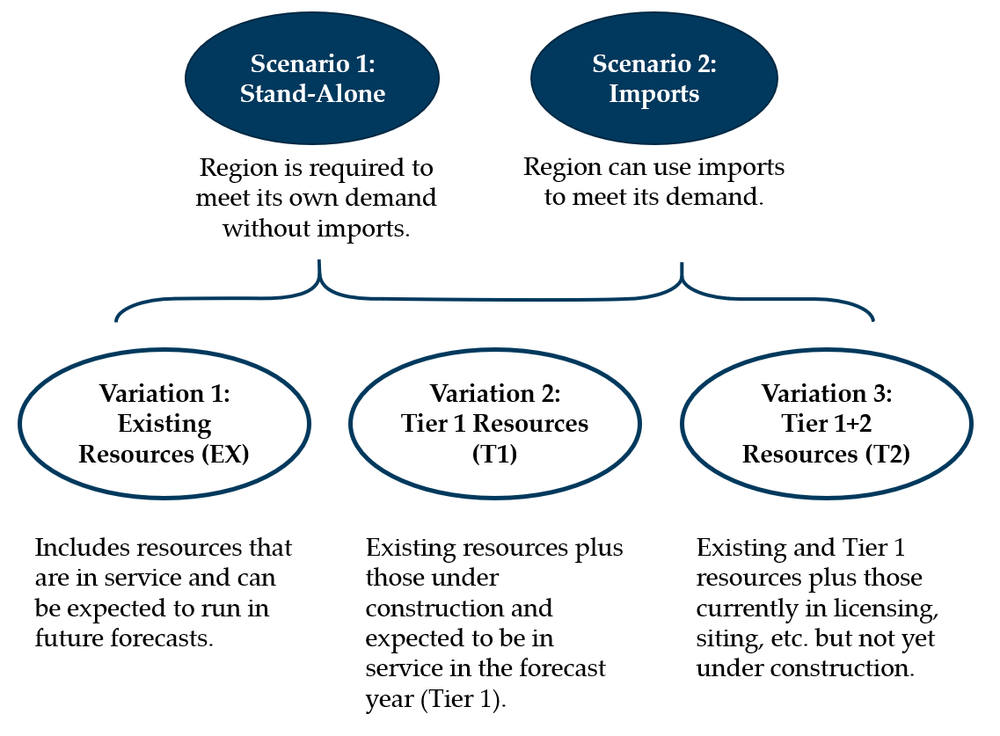 Scenario 1:
Stand-Alone
Scenario 2:
Imports
Region is required to
meet its own demand
without imports.
Region can use imports
to meet its demand.
Variation 1:
Existing
Resources (EX)
Variation 2:
Tier 1 Resources
(T1)
Variation 3:
Tier 1+2
Resources (T2)
Includes resources that
are in service and can
be expected to run in
future forecasts.
Existing resources plus
those under
construction and
expected to be in
service in the forecast
year (Tier 1).
Existing and Tier 1
resources plus those
currently in licensing,
siting, etc. but not yet
under construction.